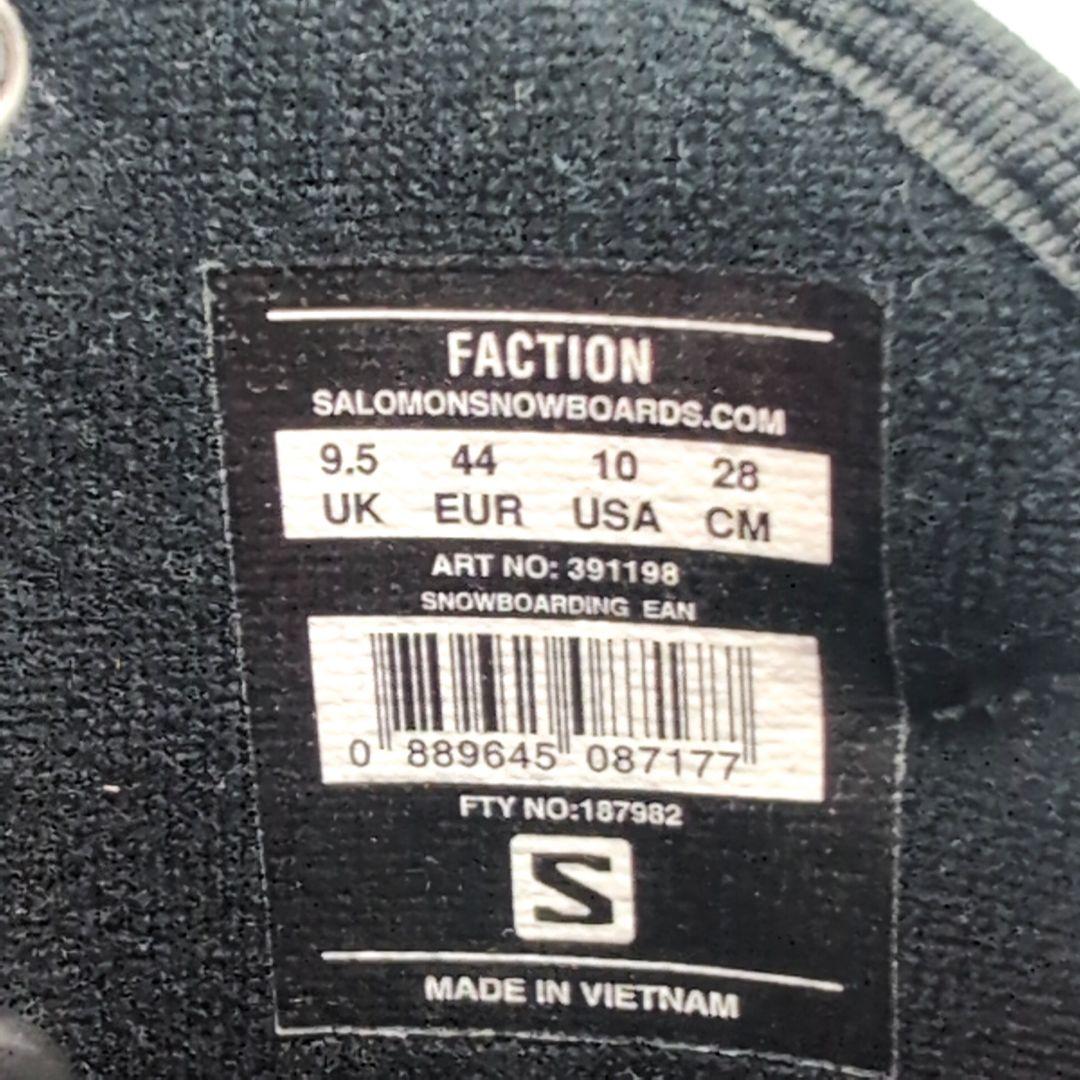 FACTION
SALOMONSNOWBOARDS.COM
9.5 44 10 28
UK EUR USA CM
ART NO: 391198
SNOWBOARDING EAN
0 889645 087177
FTY NO:187982
S
MADE IN VIETNAM